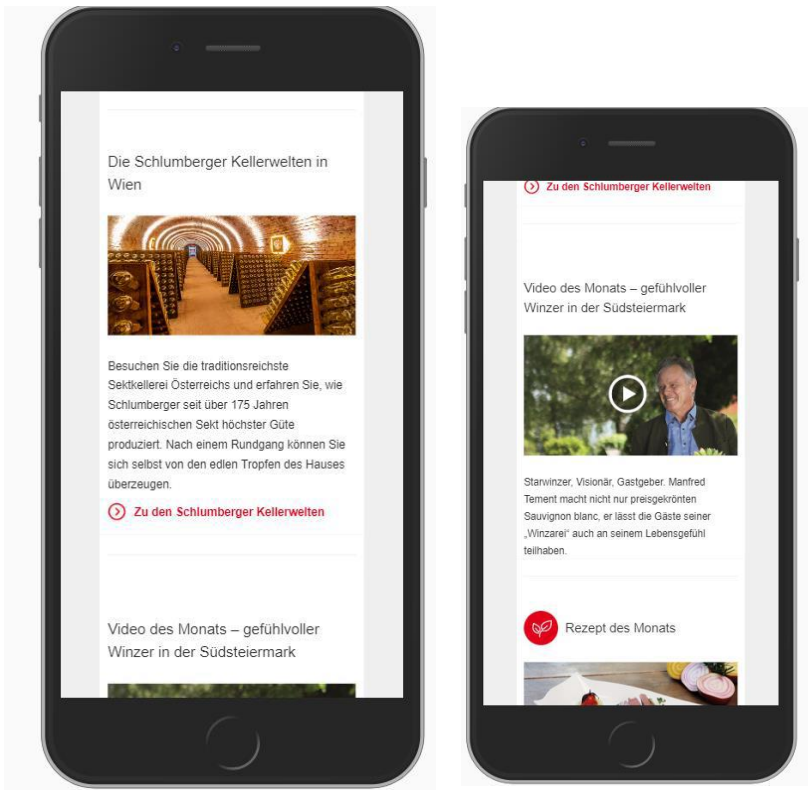 Die Schlumberger Kellerwelten in
Wien
Besuchen Sie die traditionsreichste
Sektkellerei Österreichs und erfahren Sie, wie
Schlumberger seit über 175 Jahren
österreichischen Sekt höchster Güte
produziert. Nach einem Rundgang können Sie
sich selbst von den edlen Tropfen des Hauses
überzeugen.
Zu den Schlumberger Kellerwelten
Video des Monats – gefühlvoller
Winzer in der Südsteiermark
Zu den Schlumberger Kellerwelten
Video des Monats – gefühlvoller
Winzer in der Südsteiermark
Starwinzer, Visionär, Gastgeber. Manfred
Tement macht nicht nur preisgekrönten
Sauvignon blanc, er lässt die Gäste seiner
„Winzarei“ auch an seinem Lebensgefühl
teilhaben.
Rezept des Monats